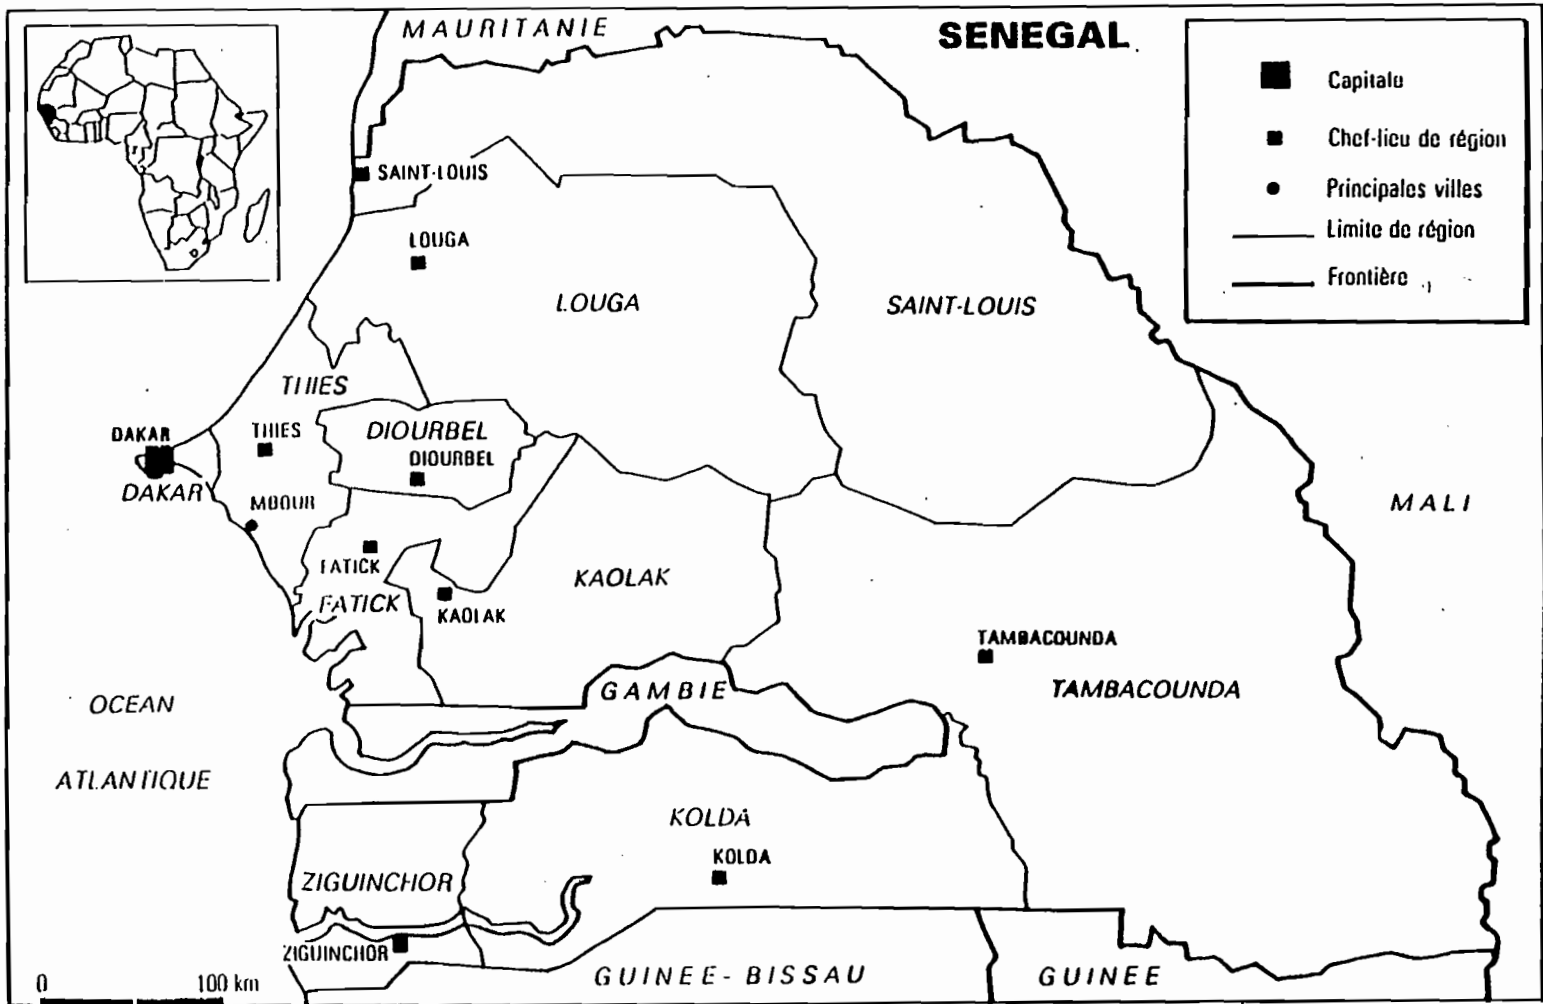 MAURITANIE
SENEGAL
Capitale
Chef-lieu de région
Principales villes
Limite de région
Frontière
SAINT-LOUIS
LOUGA
LOUGA
SAINT-LOUIS
THIES
DAKAR
THIES
DIOURBEL
DIOURBEL
DAKAR
MBOUR
MALI
FATICK
KAOLAK
FATICK
KAOLAK
TAMBACOUNDA
GAMBIE
TAMBACOUNDA
OCEAN
ATLANTIQUE
KOLDA
KOLDA
ZIGUINCHOR
ZIGUINCHOR
0 100 km
GUINEE-BISSAU
GUINEE